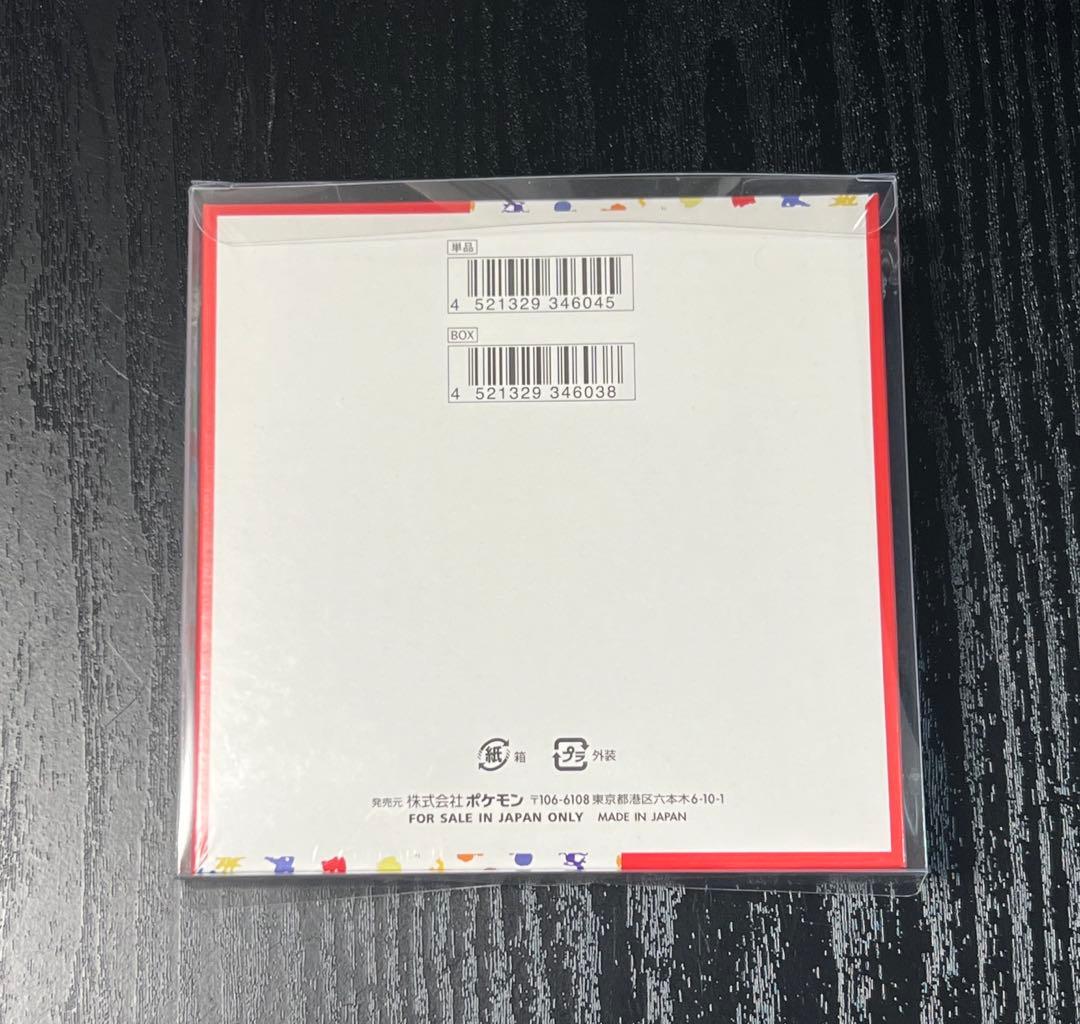 単品
4 521329 346045
BOX
4 521329 346038
紙 箱 プラ 外装
発売元 株式会社ポケモン 〒106-6108 東京都港区六本木6-10-1
FOR SALE IN JAPAN ONLY MADE IN JAPAN